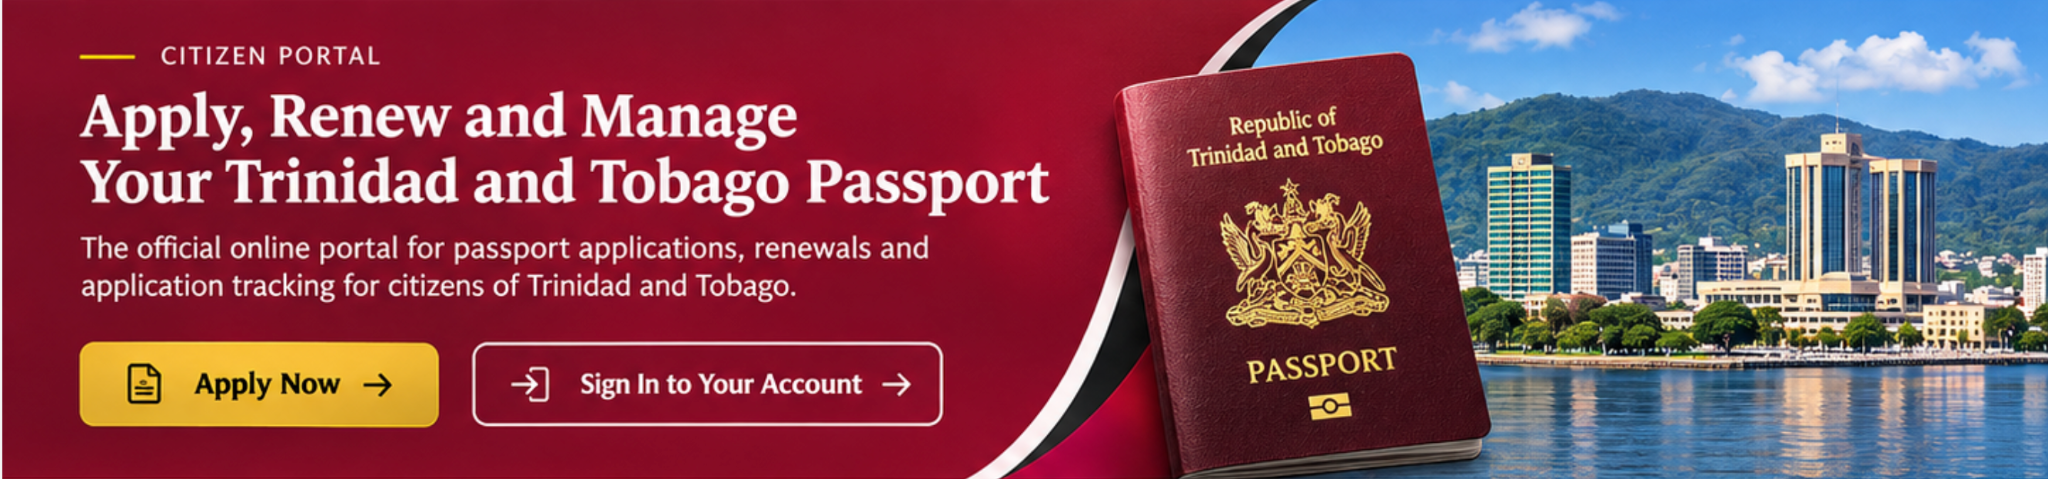 CITIZEN PORTAL
Apply, Renew and Manage
Your Trinidad and Tobago Passport
The official online portal for passport applications, renewals and
application tracking for citizens of Trinidad and Tobago.
Apply Now
Sign In to Your Account
Republic of
Trinidad and Tobago
PASSPORT